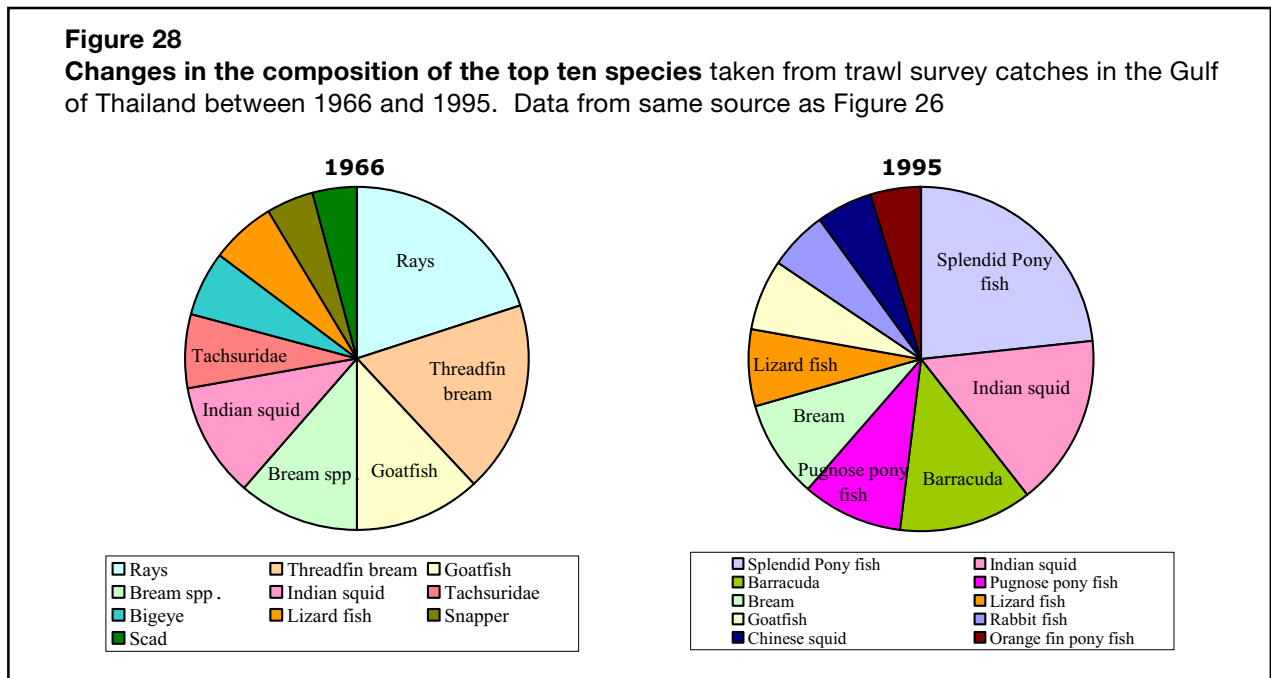 Figure 28
Changes in the composition of the top ten species taken from trawl survey catches in the Gulf
of Thailand between 1966 and 1995.  Data from same source as Figure 26
1966
Rays
Threadfin
bream
Goatfish
Bream spp.
Indian squid
Tachsuridae
Rays
Threadfin bream
Goatfish
Bream spp.
Indian squid
Tachsuridae
Bigeye
Lizard fish
Snapper
Scad
1995
Splendid Pony
fish
Indian squid
Barracuda
Pugnose pony
fish
Bream
Lizard fish
Splendid Pony fish
Indian squid
Barracuda
Pugnose pony fish
Bream
Lizard fish
Goatfish
Rabbit fish
Chinese squid
Orange fin pony fish